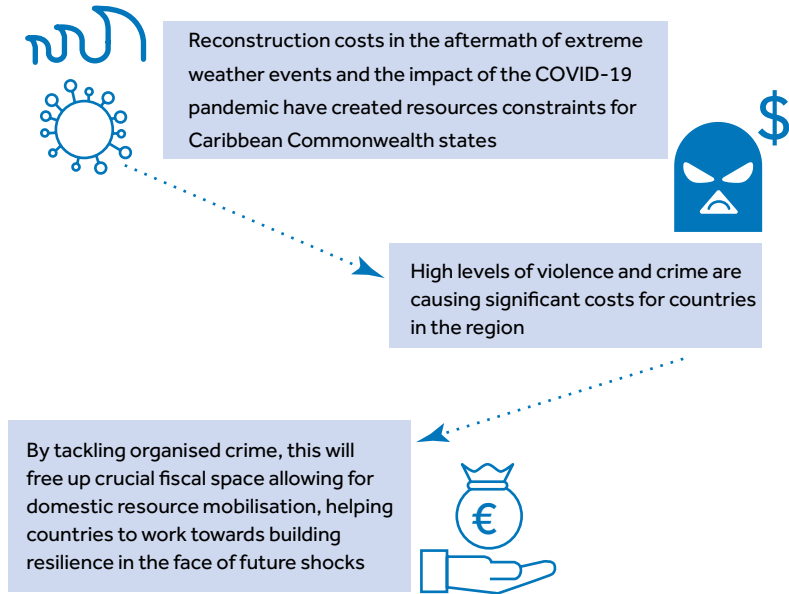 Reconstruction costs in the aftermath of extreme
weather events and the impact of the COVID-19
pandemic have created resources constraints for
Caribbean Commonwealth states
$
High levels of violence and crime are
causing significant costs for countries
in the region
By tackling organised crime, this will
free up crucial fiscal space allowing for
domestic resource mobilisation, helping
countries to work towards building
resilience in the face of future shocks
€